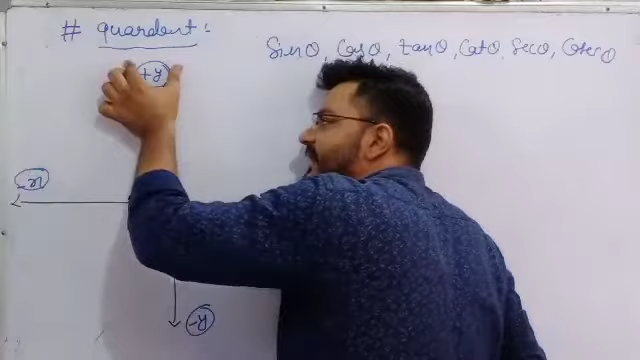 # quardent :
Sinθ, Cosθ, tanθ, Cotθ, Secθ, Cosecθ
+y
-x
-y